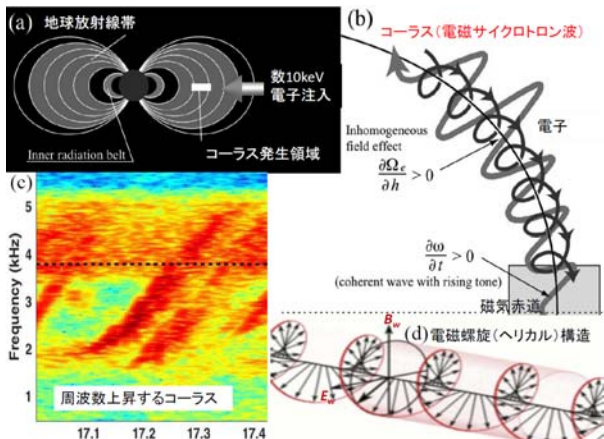 (a)
地球放射線帯
数10keV
電子注入
Inner radiation belt
コーラス発生領域
(b)
コーラス(電磁サイクロトロン波)
電子
Inhomogeneous
field effect
∂Ωe/∂h > 0
∂ω/∂t > 0
(coherent wave with rising tone)
磁気赤道
(c)
Frequency (kHz)
5
4
3
2
1
周波数上昇するコーラス
17.1 17.2 17.3 17.4
(d)電磁螺旋(ヘリカル)構造
Bw
Ew